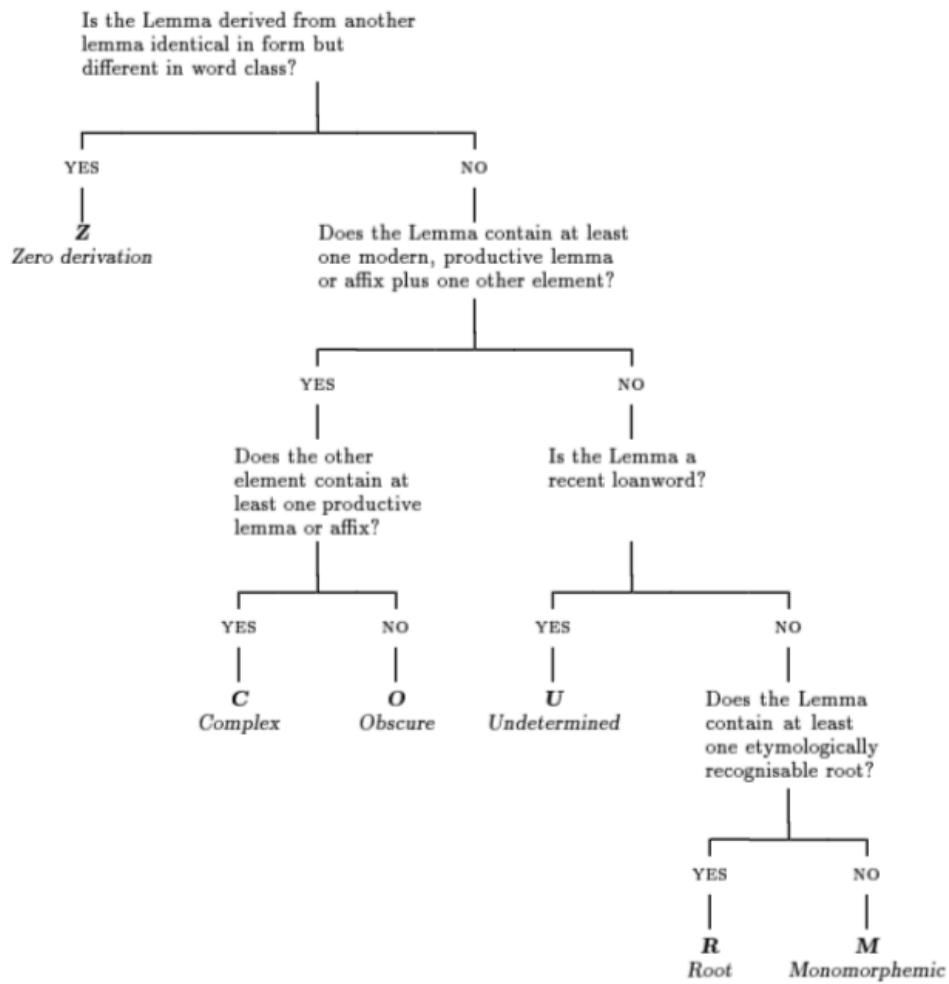 Is the Lemma derived from another
lemma identical in form but
different in word class?
YES
NO
Z
Zero derivation
Does the Lemma contain at least
one modern, productive lemma
or affix plus one other element?
YES
NO
Does the other
element contain at
least one productive
lemma or affix?
Is the Lemma a
recent loanword?
YES
NO
YES
NO
C
Complex
O
Obscure
U
Undetermined
Does the Lemma
contain at least
one etymologically
recognisable root?
YES
NO
R
Root
M
Monomorphemic